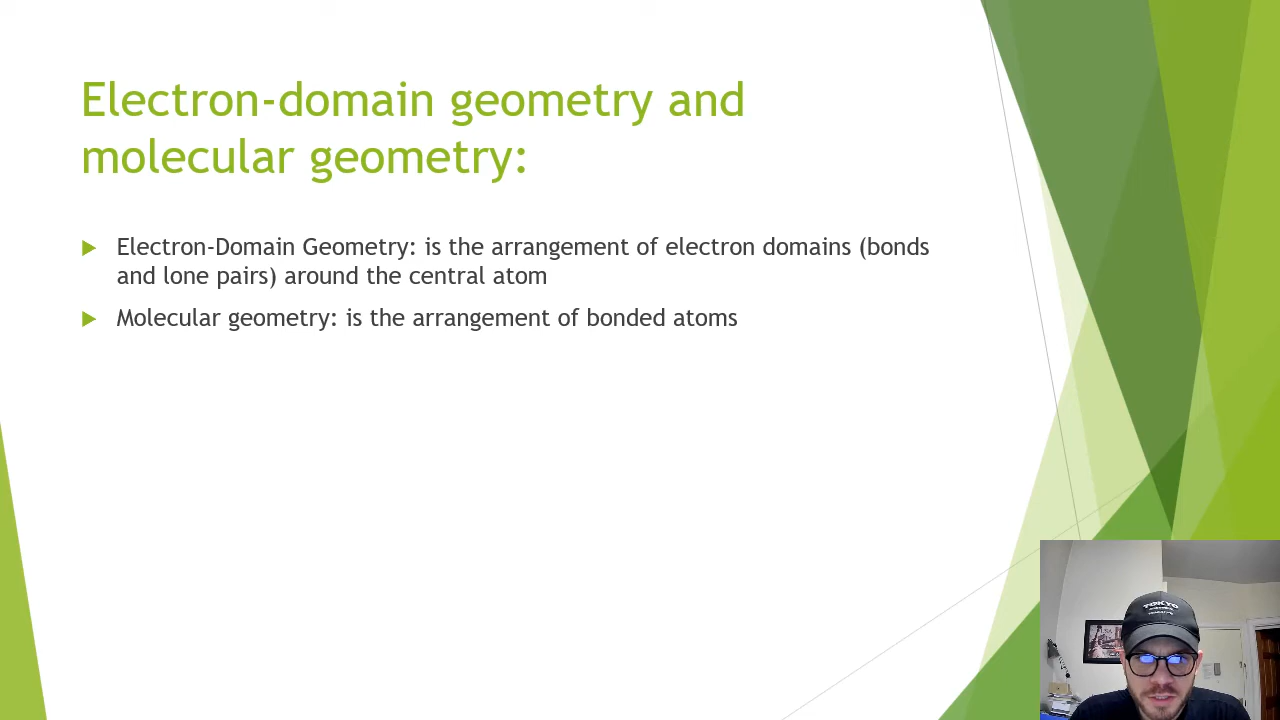 Electron-domain geometry and
molecular geometry:
Electron-Domain Geometry: is the arrangement of electron domains (bonds
and lone pairs) around the central atom
Molecular geometry: is the arrangement of bonded atoms
TOKYO